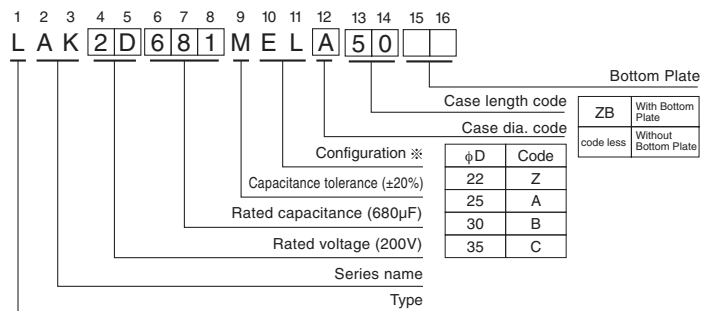 1 2 3 4 5 6 7 8 9 10 11 12 13 14 15 16
L A K 2 D 6 8 1 M E L A 5 0
Bottom Plate
Case length code
ZB With Bottom Plate
code less Without Bottom Plate
Case dia. code
Configuration ※
φD Code
22 Z
25 A
30 B
35 C
Capacitance tolerance (±20%)
Rated capacitance (680µF)
Rated voltage (200V)
Series name
Type